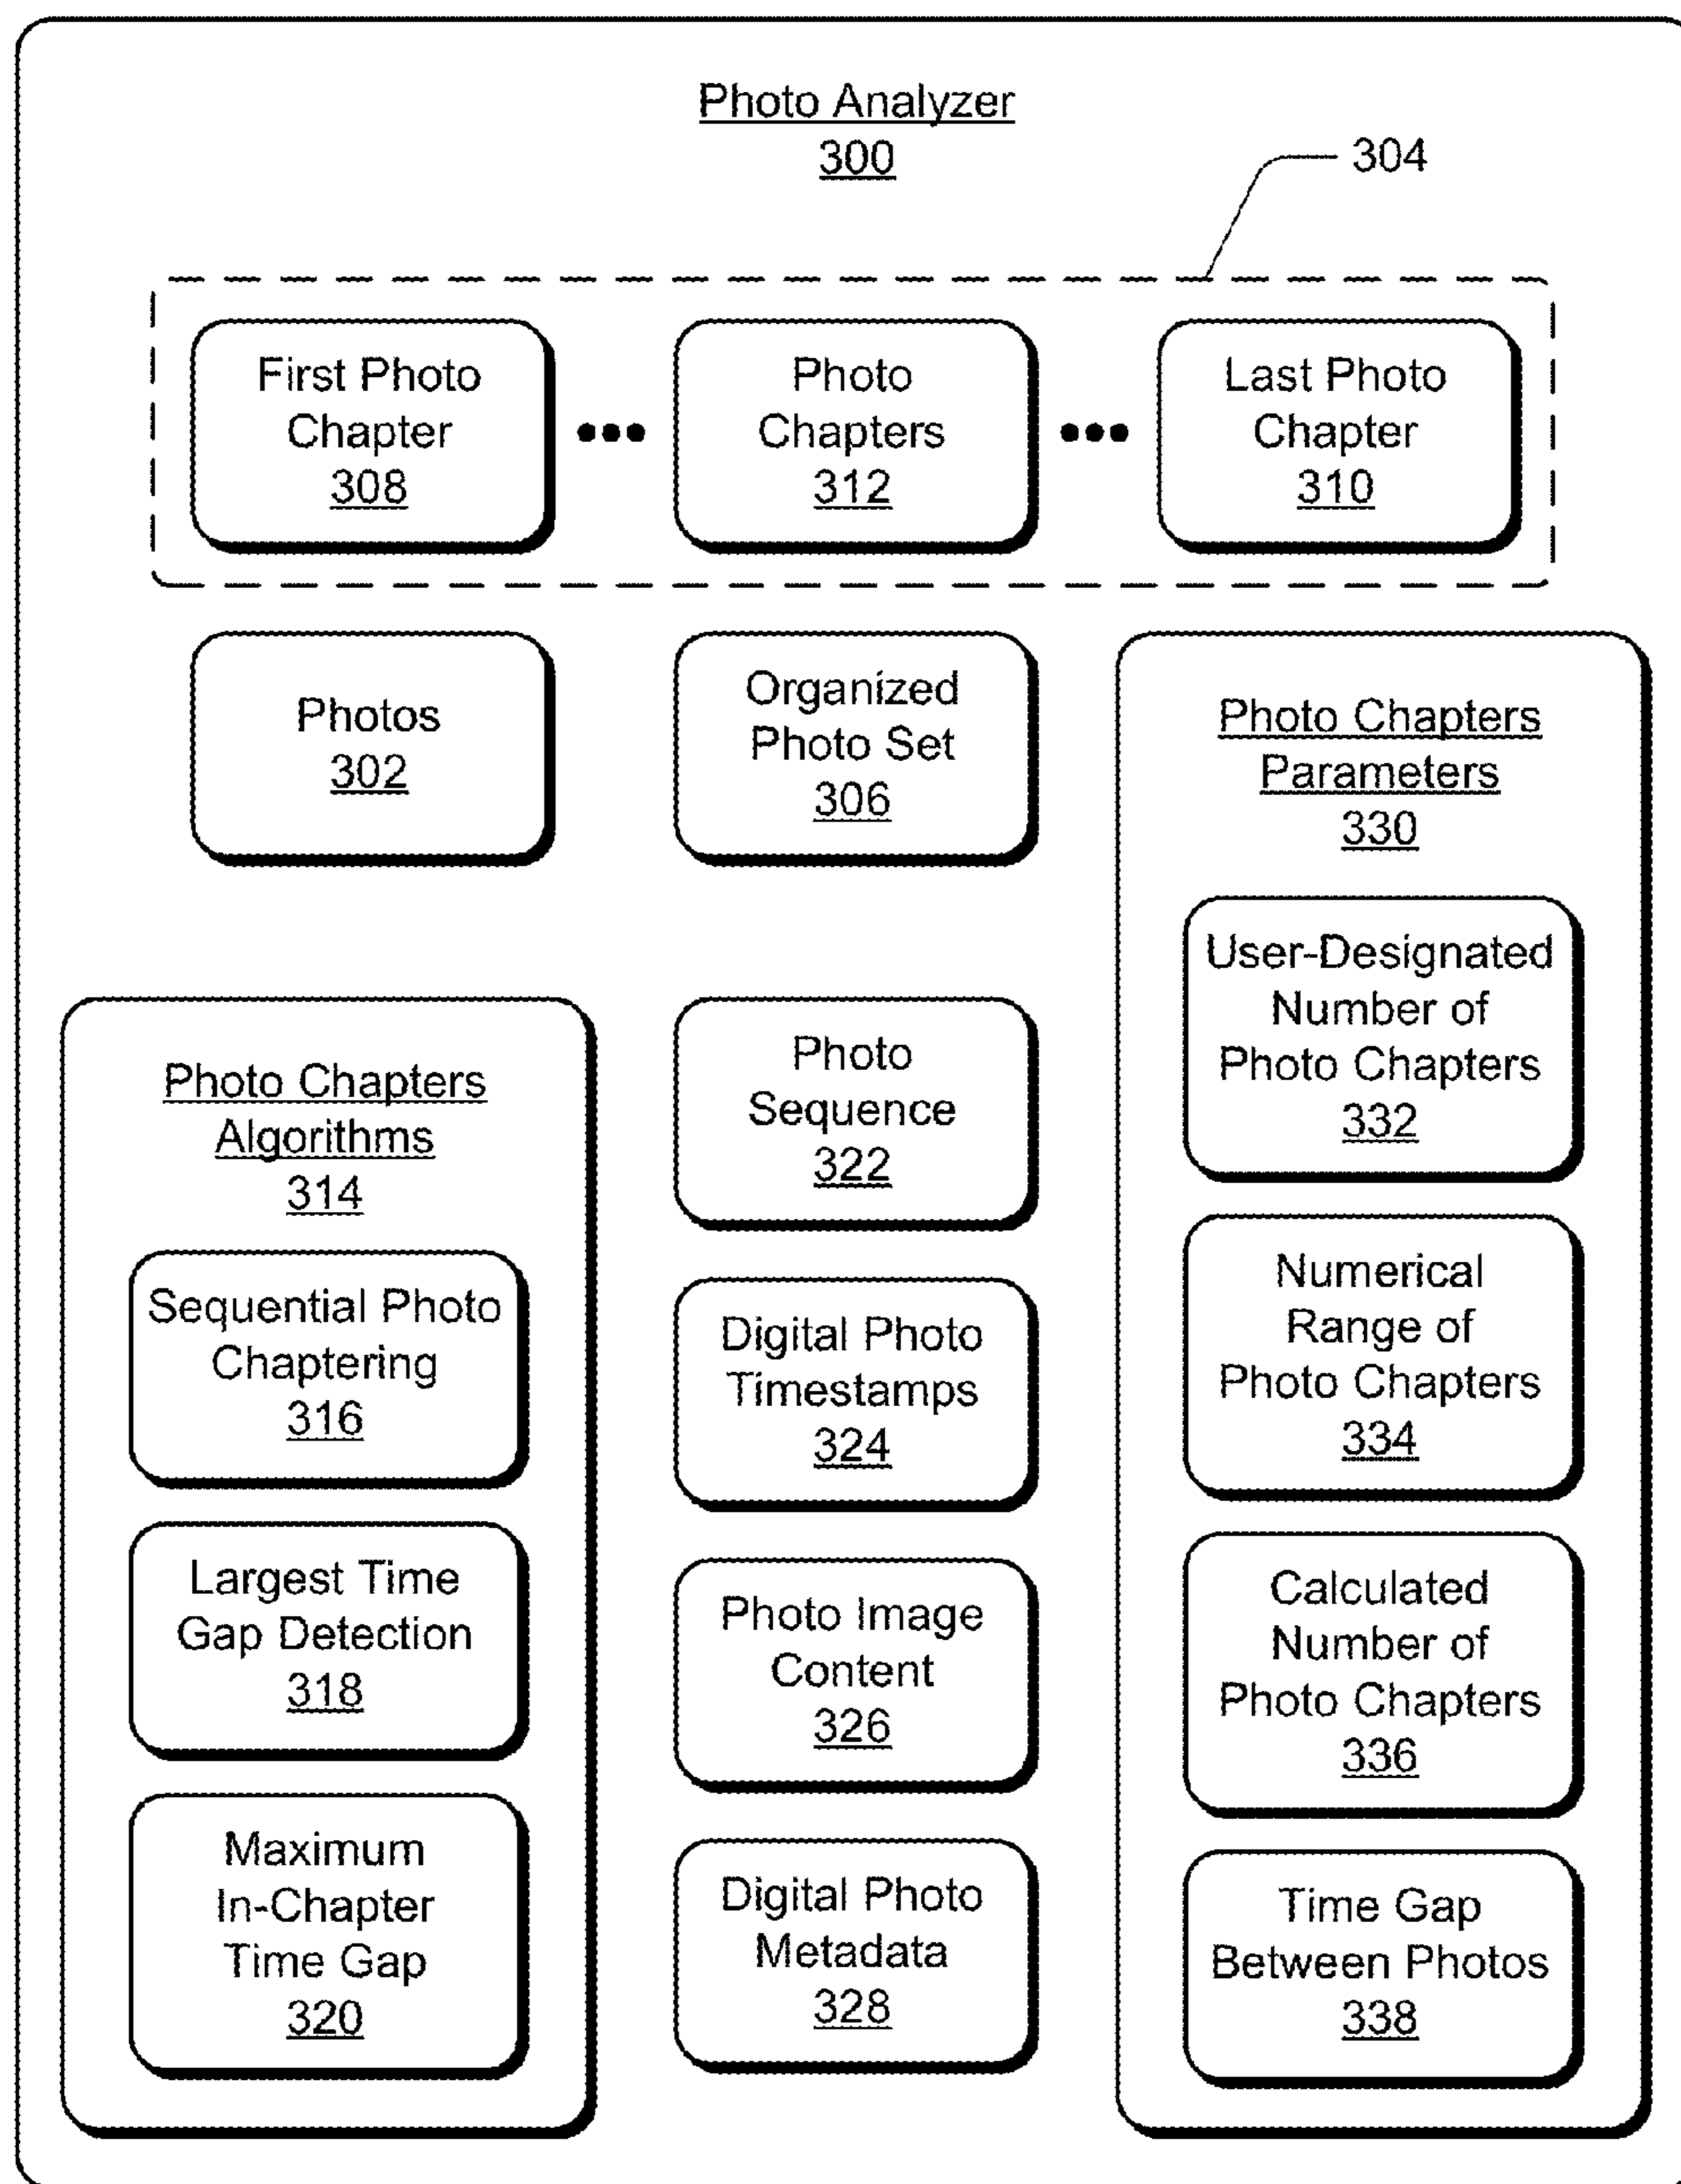 Photo Analyzer
300
304
First Photo
Chapter
308
•••
Photo
Chapters
312
•••
Last Photo
Chapter
310
Photos
302
Organized
Photo Set
306
Photo Chapters
Algorithms
314
Sequential Photo
Chaptering
316
Largest Time
Gap Detection
318
Maximum
In-Chapter
Time Gap
320
Photo
Sequence
322
Digital Photo
Timestamps
324
Photo Image
Content
326
Digital Photo
Metadata
328
Photo Chapters
Parameters
330
User-Designated
Number of
Photo Chapters
332
Numerical
Range of
Photo Chapters
334
Calculated
Number of
Photo Chapters
336
Time Gap
Between Photos
338